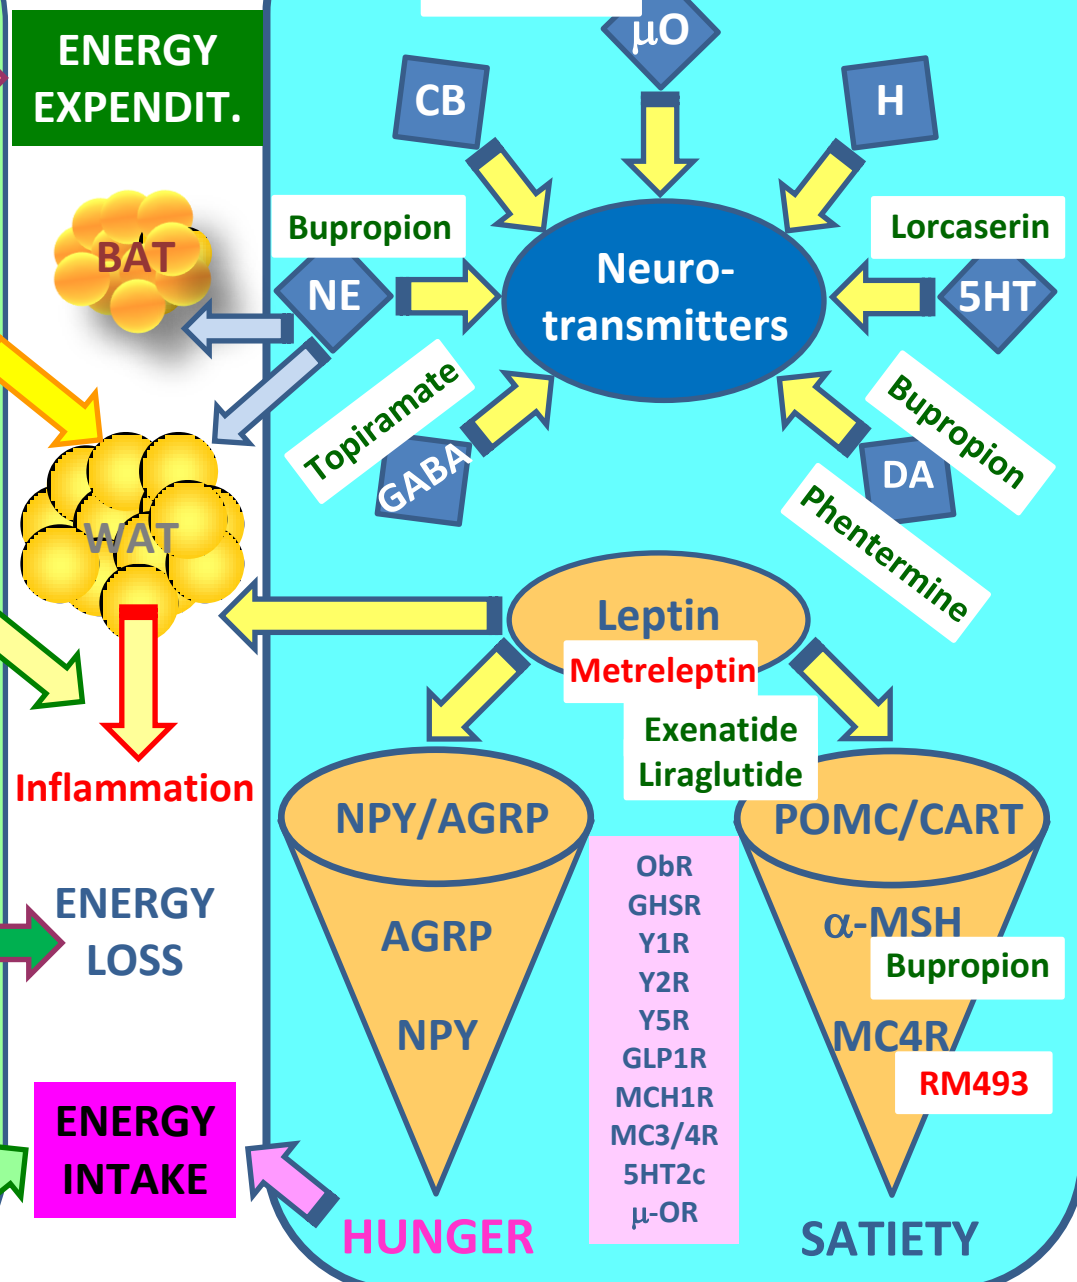 ENERGY
EXPENDIT.
μO
CB
H
BAT
Bupropion
NE
Neuro-
transmitters
Lorcaserin
5HT
Topiramate
GABA
Bupropion
DA
Phentermine
WAT
Leptin
Metreleptin
Exenatide
Liraglutide
Inflammation
NPY/AGRP
POMC/CART
ENERGY
LOSS
AGRP
NPY
ObR
GHSR
Y1R
Y2R
Y5R
GLP1R
MCH1R
MC3/4R
5HT2c
μ-OR
α-MSH
Bupropion
MC4R
RM493
ENERGY
INTAKE
HUNGER
SATIETY